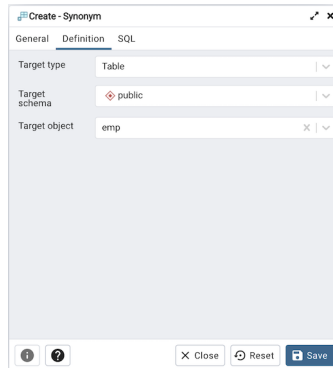 Create - Synonym
General Definition SQL
Target type Table
Target schema public
Target object emp
Close Reset Save